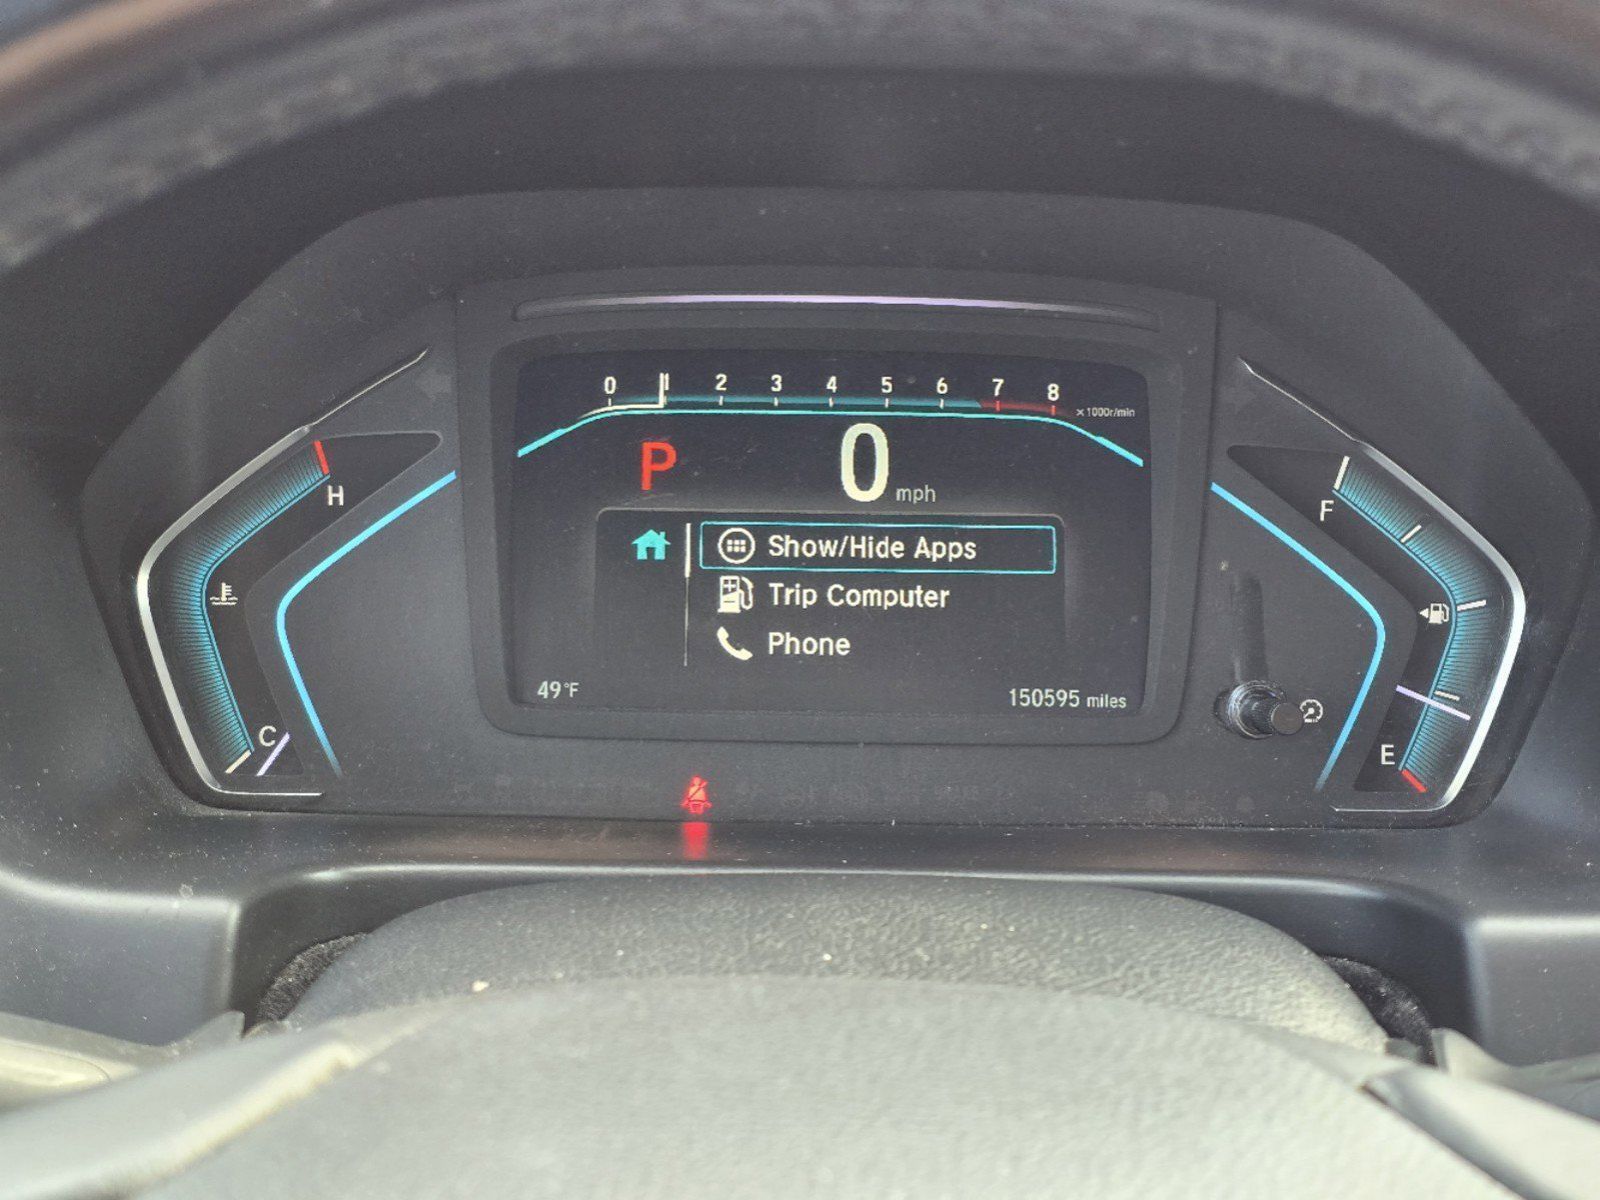 0 1 2 3 4 5 6 7 8
x1000r/min
P 0 mph
H
F
Show/Hide Apps
Trip Computer
Phone
49°F
150595 miles
C
E